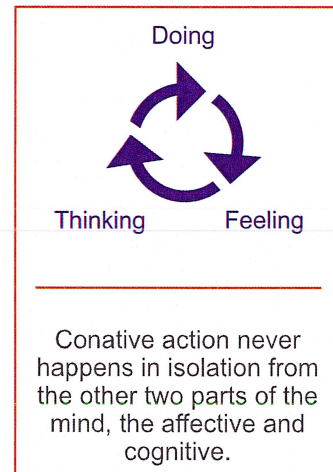 Doing
Thinking Feeling
Conative action never
happens in isolation from
the other two parts of the
mind, the affective and
cognitive.